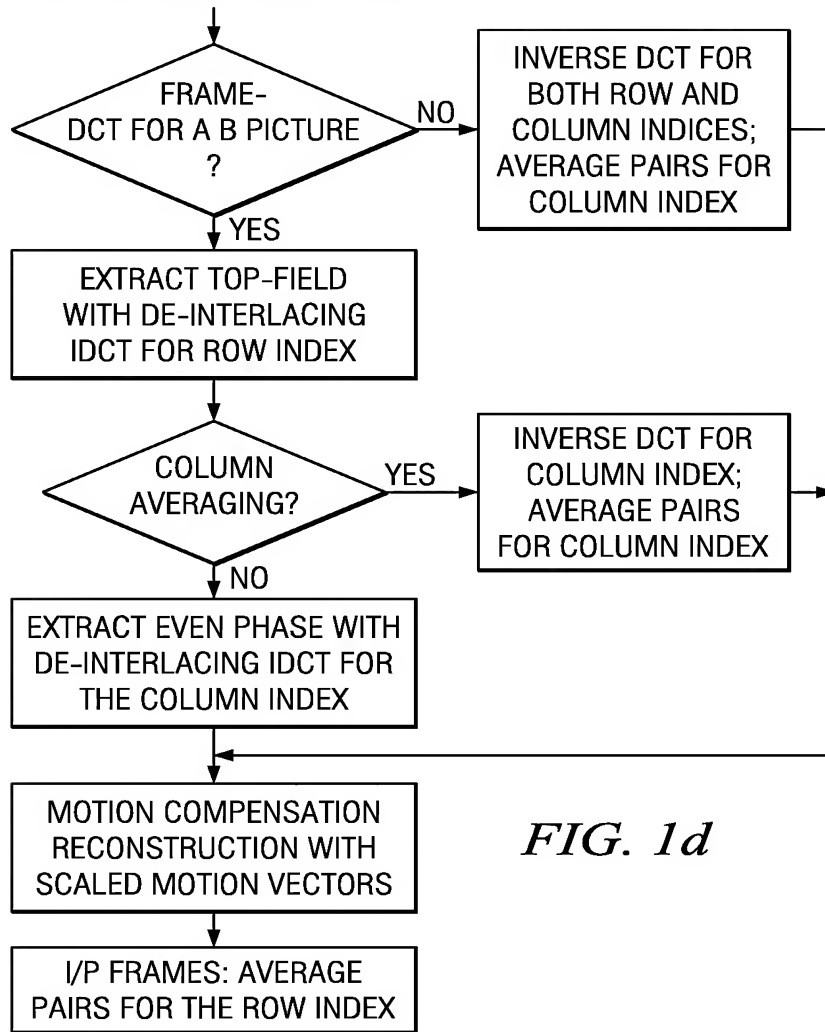 FRAME-
DCT FOR A B PICTURE
?
NO
INVERSE DCT FOR
BOTH ROW AND
COLUMN INDICES;
AVERAGE PAIRS FOR
COLUMN INDEX
YES
EXTRACT TOP-FIELD
WITH DE-INTERLACING
IDCT FOR ROW INDEX
COLUMN
AVERAGING?
YES
INVERSE DCT FOR
COLUMN INDEX;
AVERAGE PAIRS
FOR COLUMN INDEX
NO
EXTRACT EVEN PHASE WITH
DE-INTERLACING IDCT FOR
THE COLUMN INDEX
MOTION COMPENSATION
RECONSTRUCTION WITH
SCALED MOTION VECTORS
FIG. 1d
I/P FRAMES: AVERAGE
PAIRS FOR THE ROW INDEX